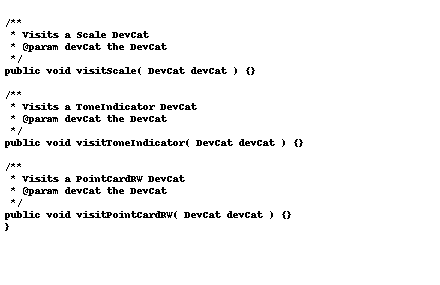 /**
 * Visits a Scale DevCat
 * @param devCat the DevCat
 */
public void visitScale( DevCat devCat ) {}

/**
 * Visits a ToneIndicator DevCat
 * @param devCat the DevCat
 */
public void visitToneIndicator( DevCat devCat ) {}

/**
 * Visits a PointCardRW DevCat
 * @param devCat the DevCat
 */
public void visitPointCardRW( DevCat devCat ) {}
}